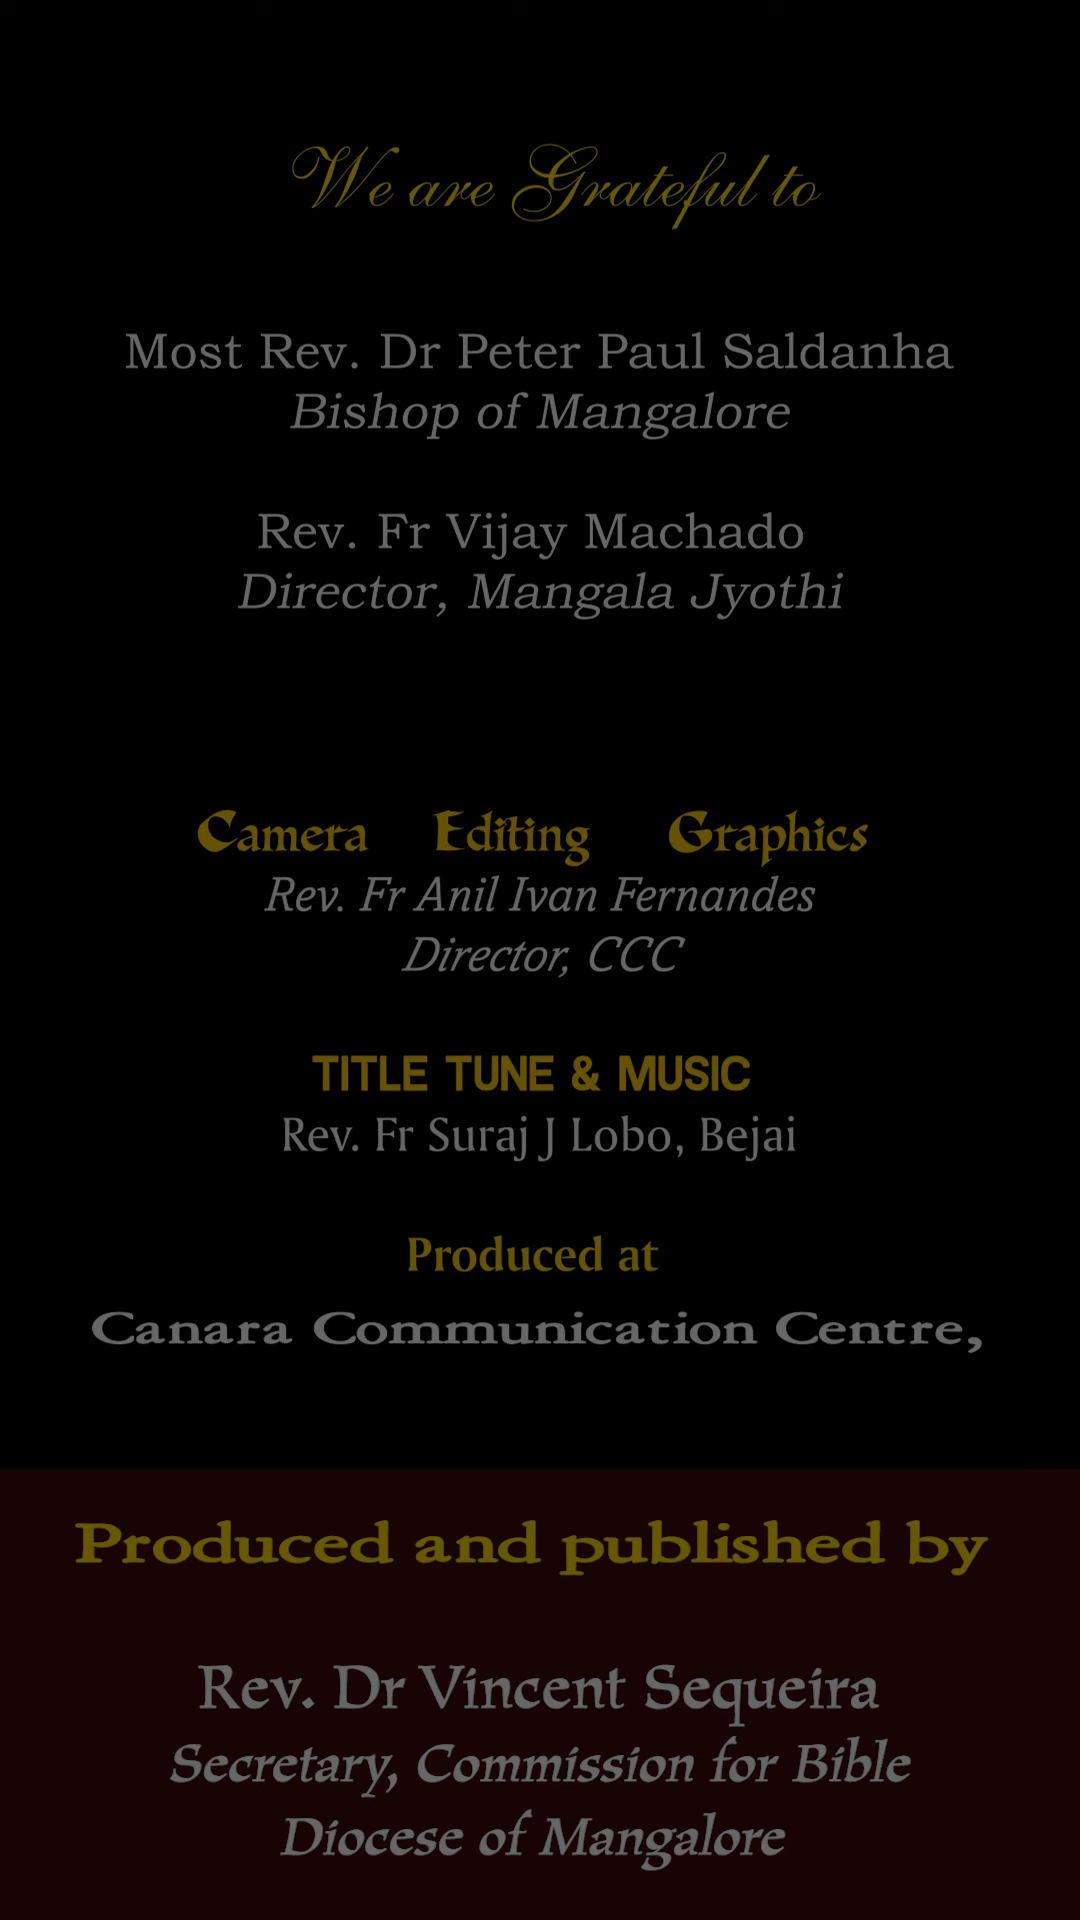 We are Grateful to
Most Rev. Dr Peter Paul Saldanha
Bishop of Mangalore
Rev. Fr Vijay Machado
Director, Mangala Jyothi
Camera Editing Graphics
Rev. Fr Anil Ivan Fernandes
Director, CCC
TITLE TUNE & MUSIC
Rev. Fr Suraj J Lobo, Bejai
Produced at
Canara Communication Centre,
Produced and published by
Rev. Dr Vincent Sequeira
Secretary, Commission for Bible
Diocese of Mangalore